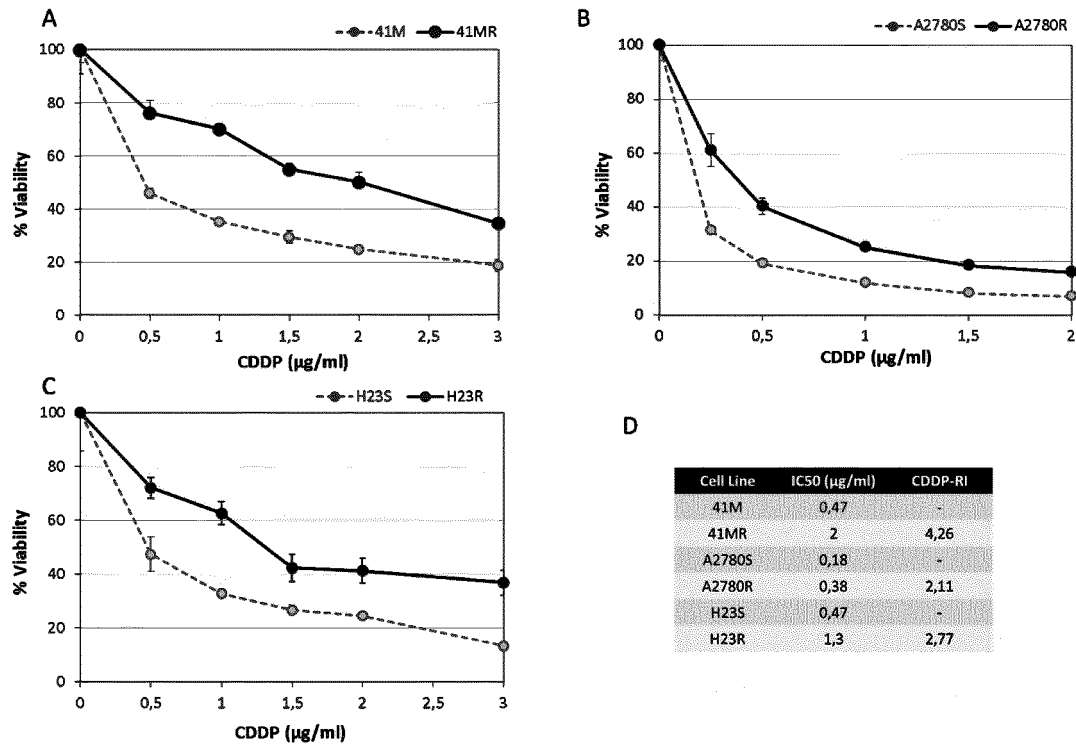 A
41M 41MR
100
80
60
40
20
0
% Viability
0 0,5 1 1,5 2 2,5 3
CDDP (µg/ml)
B
A2780S A2780R
100
80
60
40
20
0
% Viability
0 0,5 1 1,5 2
CDDP (µg/ml)
C
H23S H23R
100
80
60
40
20
0
% Viability
0 0,5 1 1,5 2 2,5 3
CDDP (µg/ml)
D
Cell Line IC50 (µg/ml) CDDP-RI
41M 0,47 -
41MR 2 4,26
A2780S 0,18 -
A2780R 0,38 2,11
H23S 0,47 -
H23R 1,3 2,77